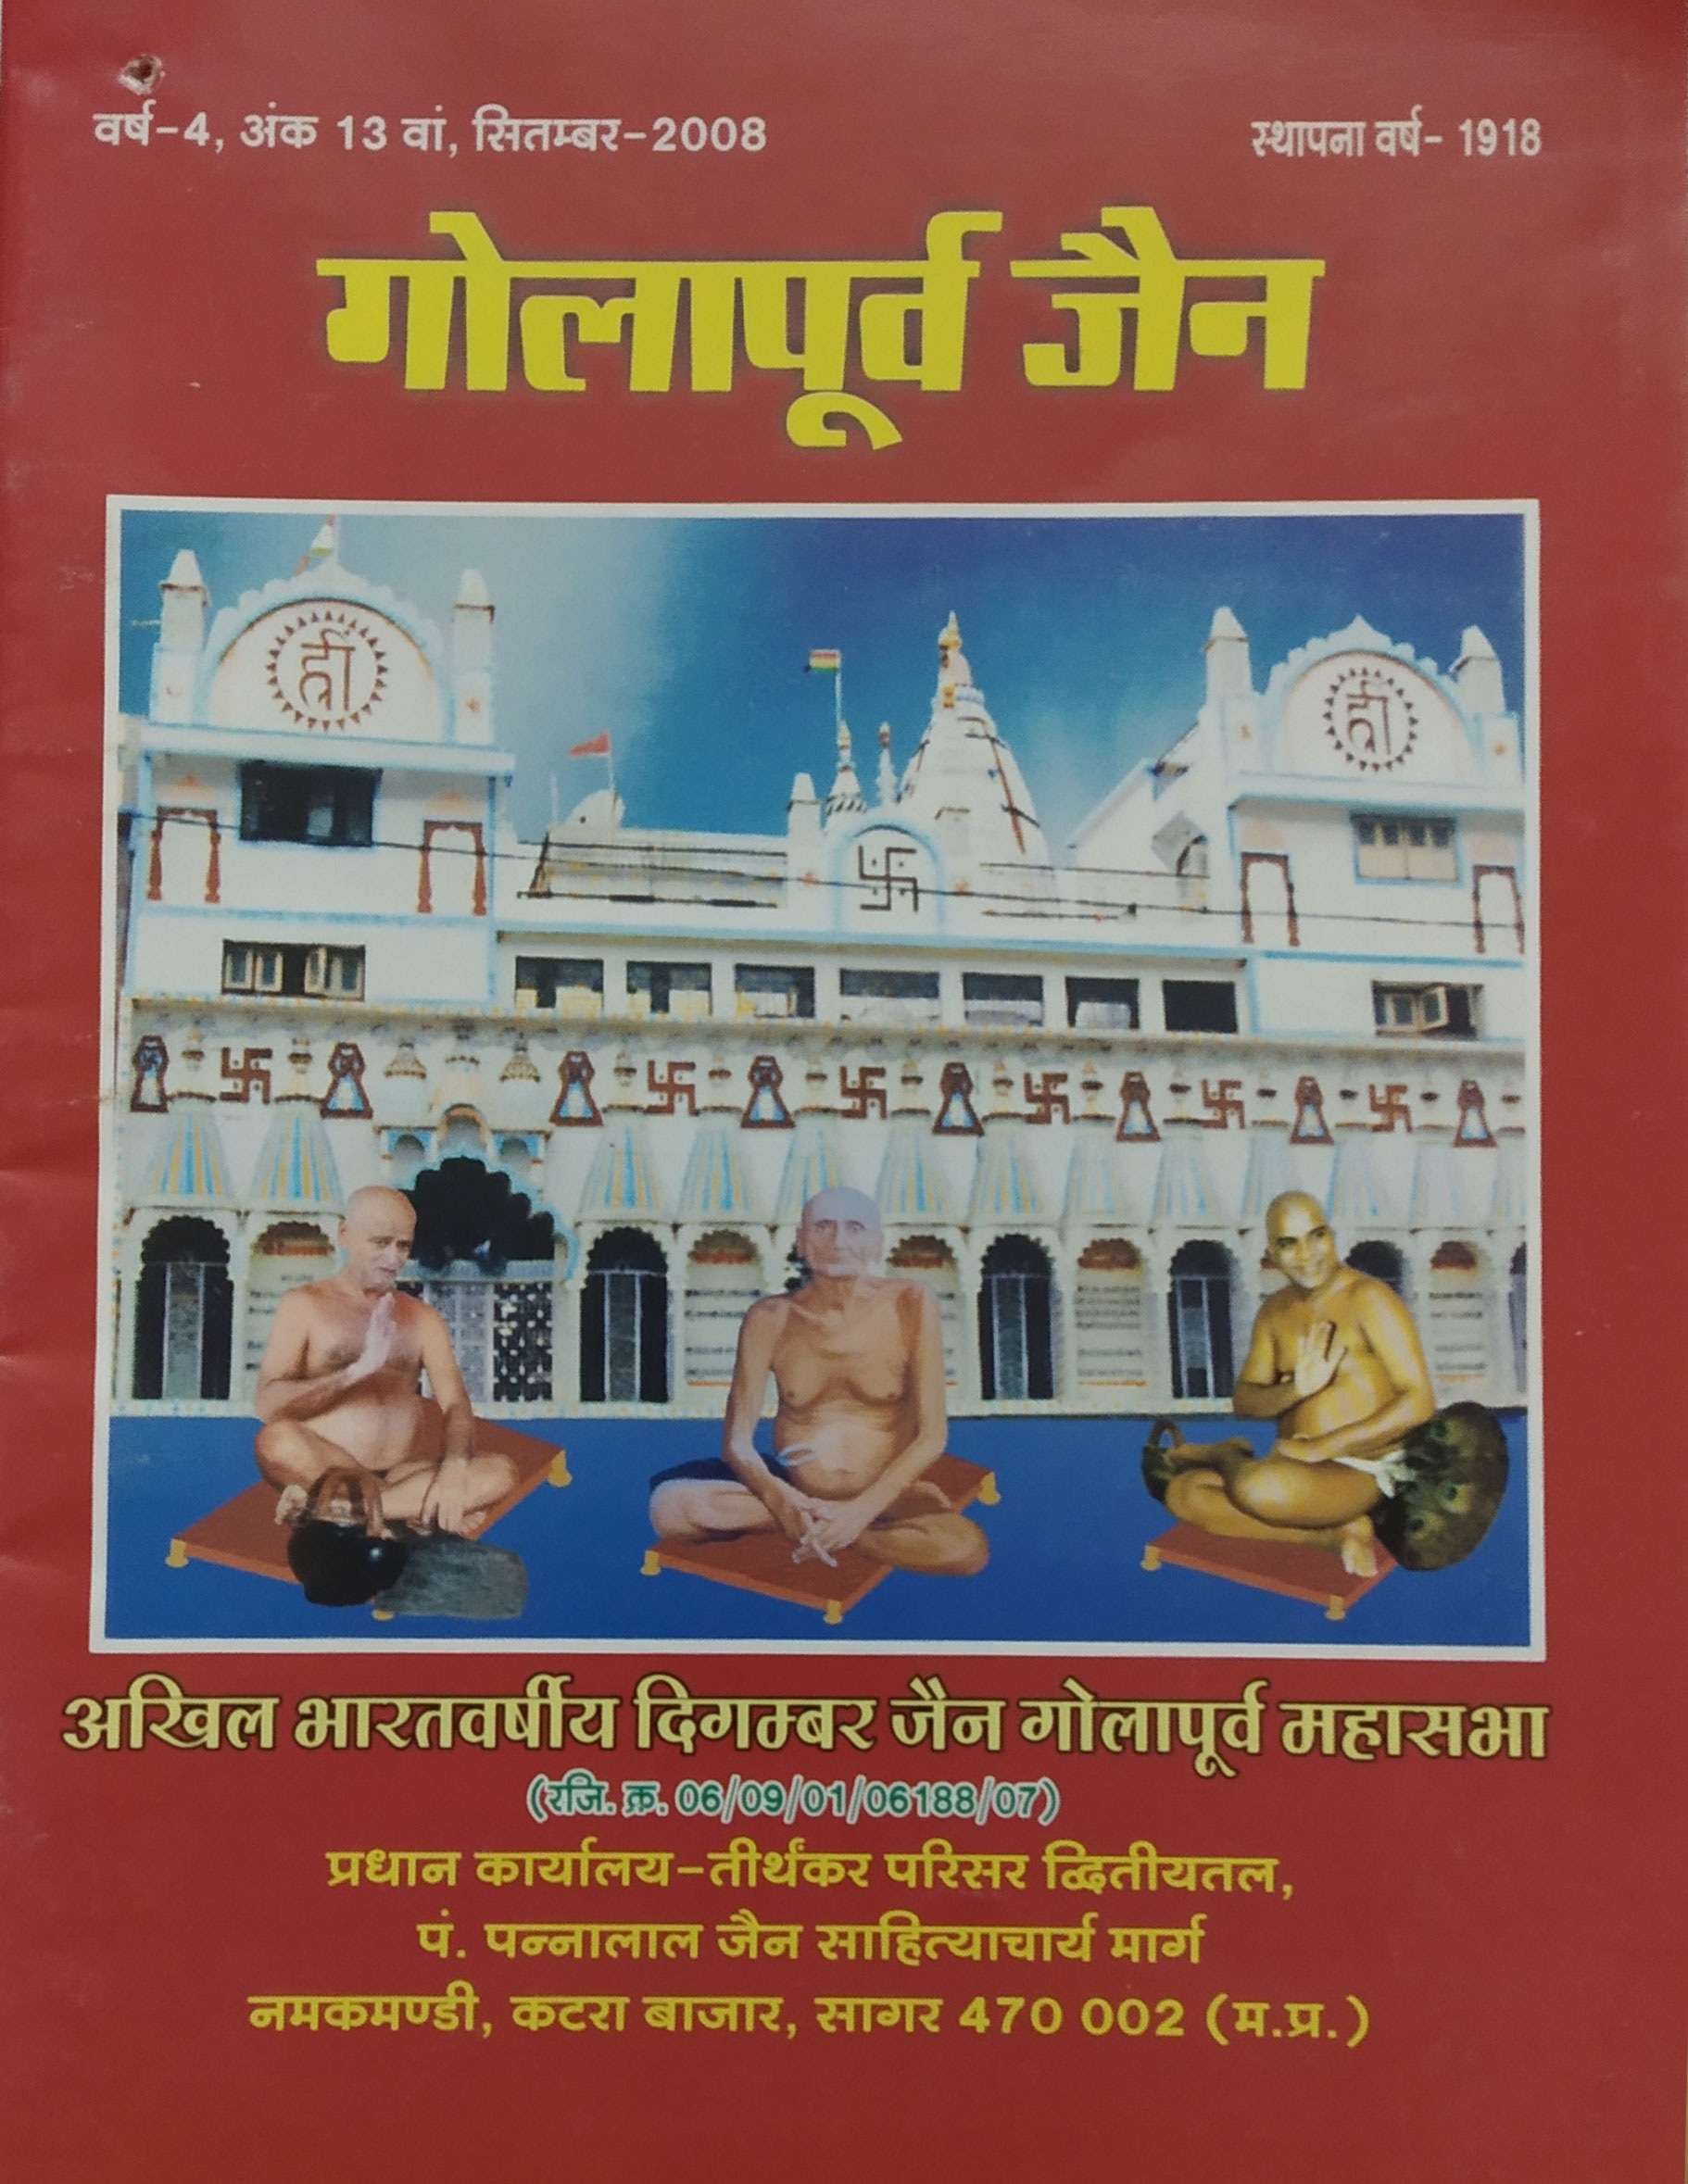 वर्ष-4, अंक 13 वां, सितम्बर-2008
स्थापना वर्ष- 1918
गोलापूर्व जैन
ह्रीं
ह्रीं
अखिल भारतवर्षीय दिगम्बर जैन गोलापूर्व महासभा
(रजि. क्र. 06/09/01/06188/07)
प्रधान कार्यालय-तीर्थंकर परिसर द्वितीयतल,
पं. पन्नालाल जैन साहित्याचार्य मार्ग
नमकमण्डी, कटरा बाजार, सागर 470 002 (म.प्र.)